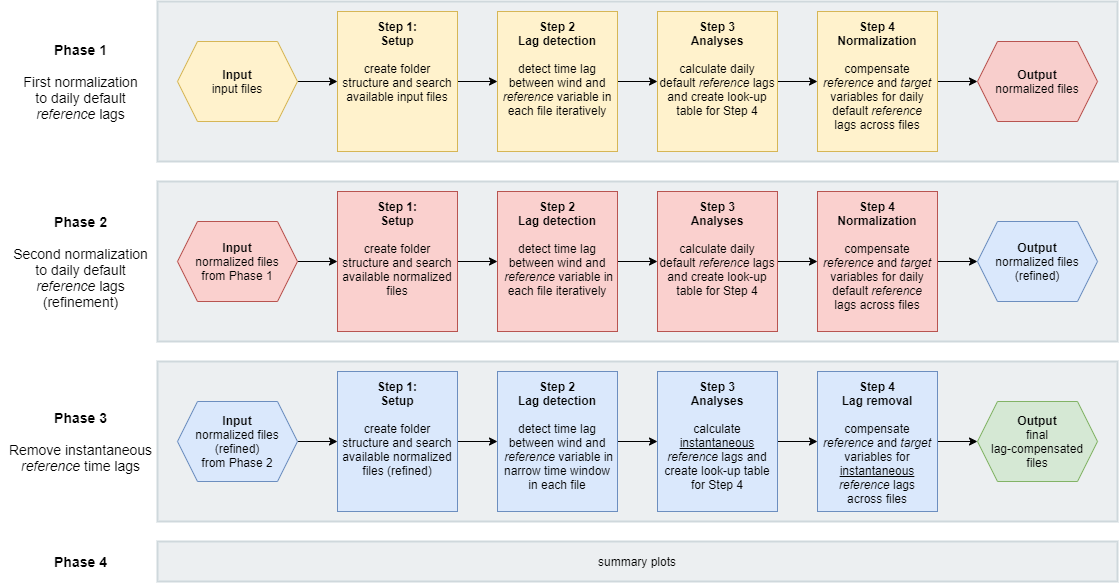 Phase 1
First normalization
to daily default
reference lags
Input
input files
Step 1:
Setup
create folder
structure and search
available input files
Step 2
Lag detection
detect time lag
between wind and
reference variable in
each file iteratively
Step 3
Analyses
calculate daily
default reference lags
and create look-up
table for Step 4
Step 4
Normalization
compensate
reference and target
variables for daily
default reference
lags across files
Output
normalized files
Phase 2
Second normalization
to daily default
reference lags
(refinement)
Input
normalized files
from Phase 1
Step 1:
Setup
create folder
structure and search
available normalized
files
Step 2
Lag detection
detect time lag
between wind and
reference variable in
each file iteratively
Step 3
Analyses
calculate daily
default reference lags
and create look-up
table for Step 4
Step 4
Normalization
compensate
reference and target
variables for daily
default reference
lags across files
Output
normalized files
(refined)
Phase 3
Remove instantaneous
reference time lags
Input
normalized files
(refined)
from Phase 2
Step 1:
Setup
create folder
structure and search
available normalized
files (refined)
Step 2
Lag detection
detect time lag
between wind and
reference variable in
narrow time window
in each file
Step 3
Analyses
calculate
instantaneous
reference lags and
create look-up table
for Step 4
Step 4
Lag removal
compensate
reference and target
variables for
instantaneous
reference lags
across files
Output
final
lag-compensated
files
Phase 4
summary plots